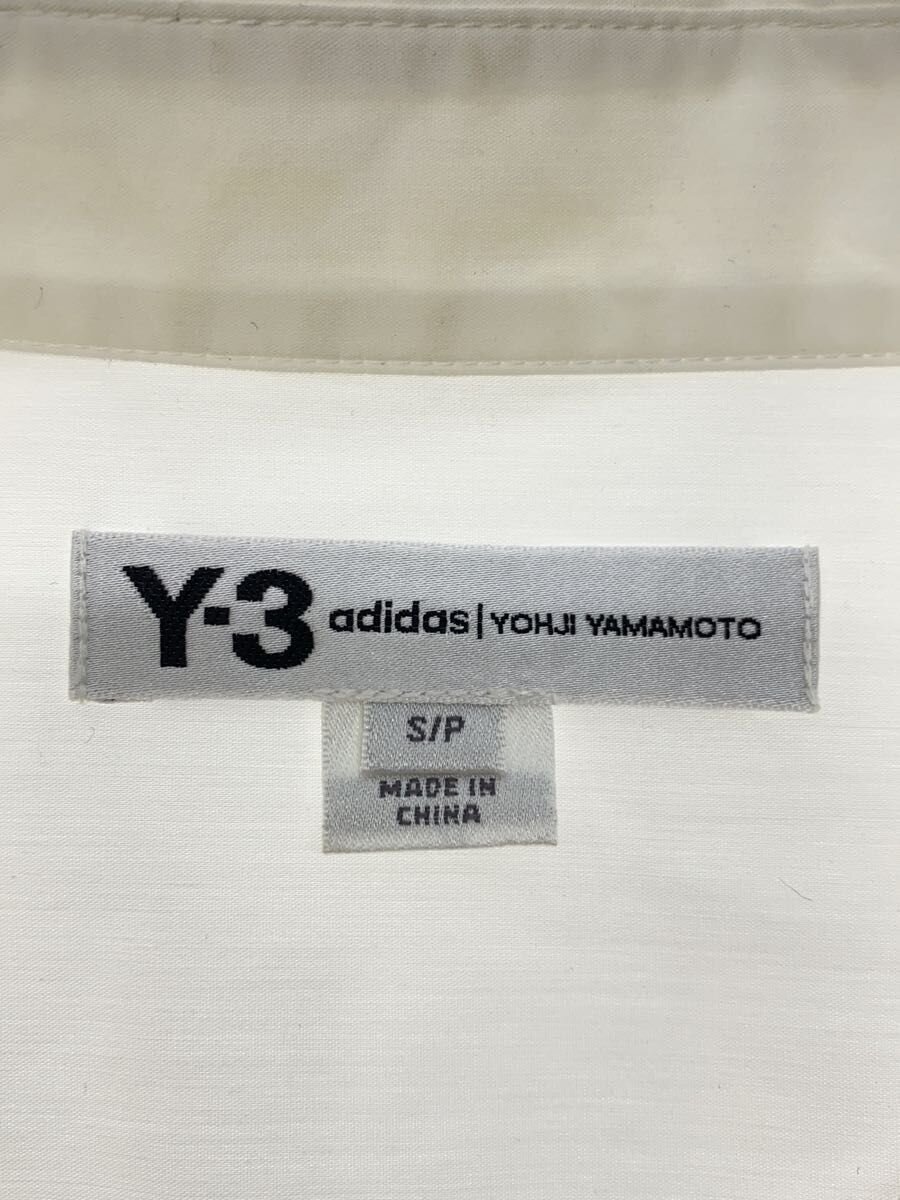 Y-3 adidas | YOHJI YAMAMOTO
S/P
MADE IN
CHINA